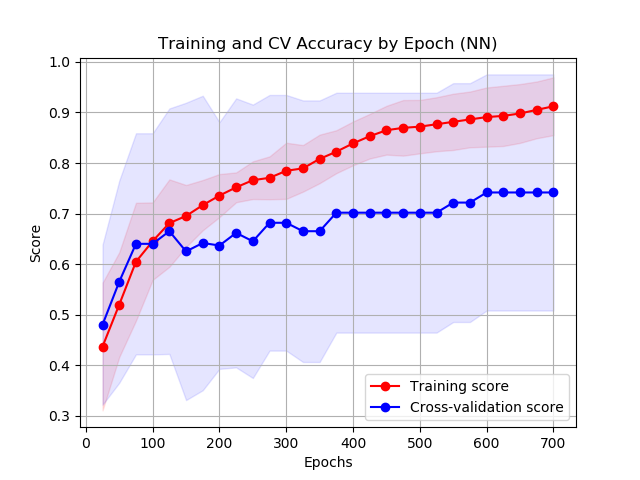 Training and CV Accuracy by Epoch (NN)
1.0
0.9
0.8
0.7
0.6
0.5
0.4
0.3
Score
0 100 200 300 400 500 600 700
Epochs
Training score
Cross-validation score